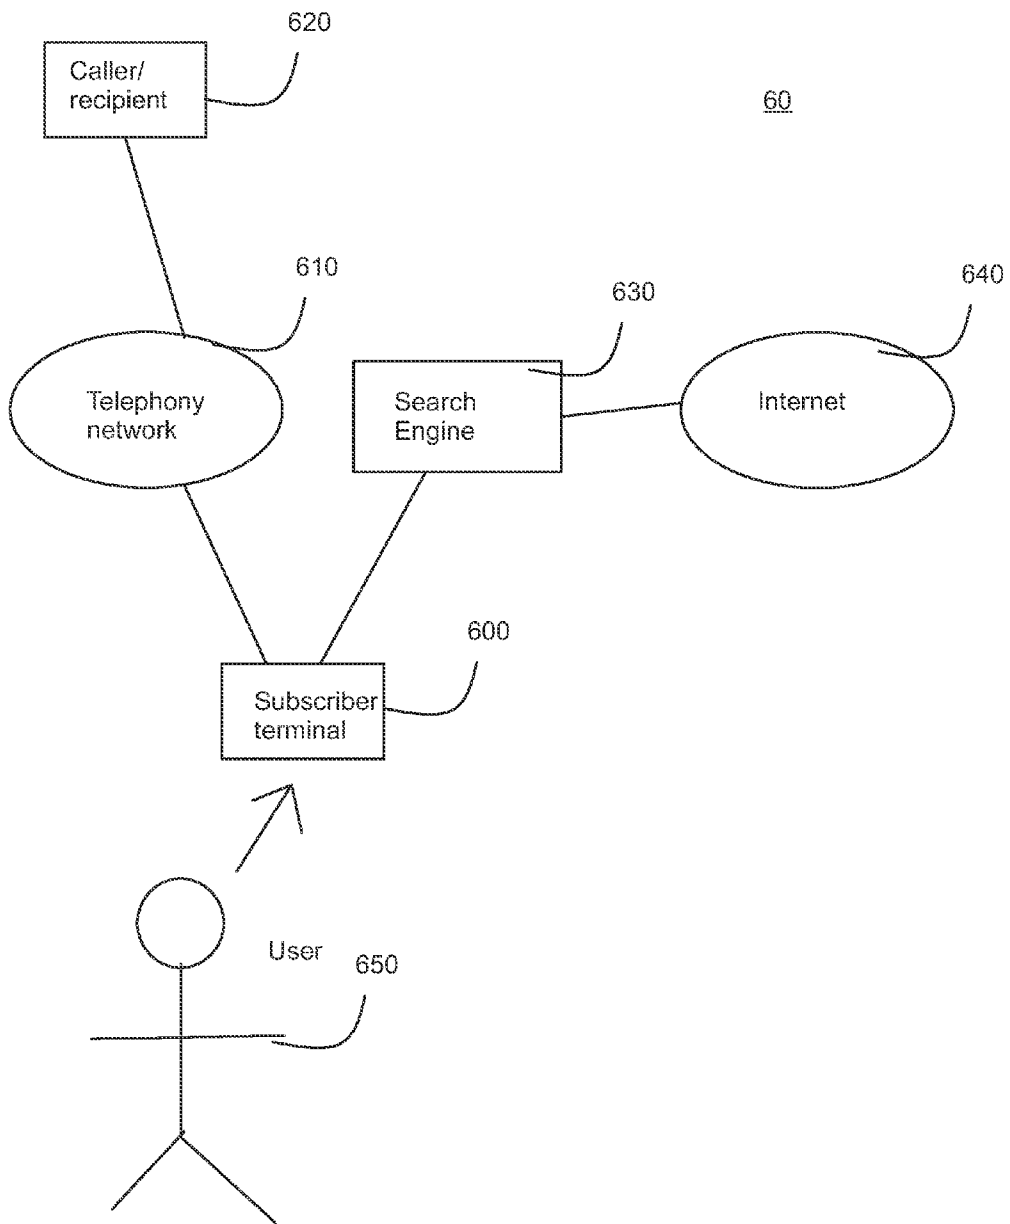 620
Caller/
recipient
60
610
630
640
Telephony
network
Search
Engine
Internet
600
Subscriber
terminal
User
650